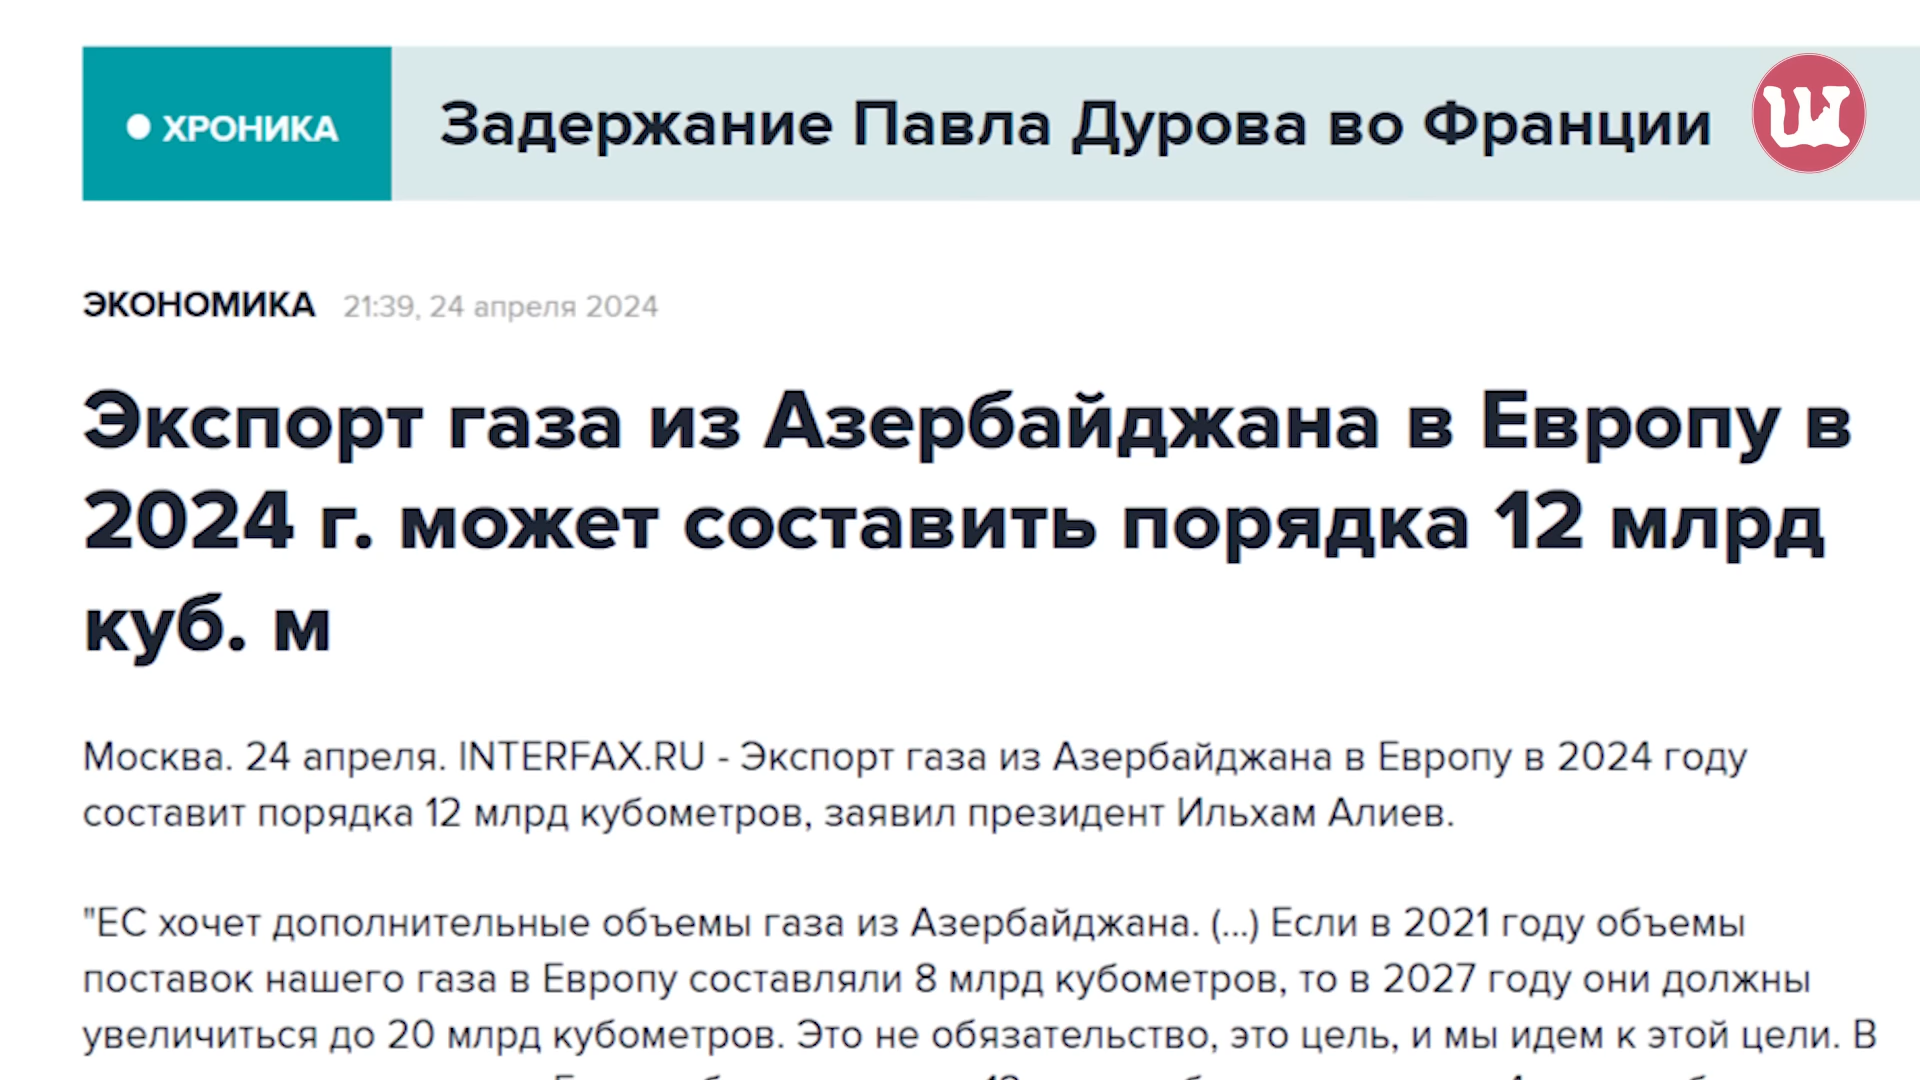 ХРОНИКА
Задержание Павла Дурова во Франции
Ш
ЭКОНОМИКА 21:39, 24 апреля 2024
Экспорт газа из Азербайджана в Европу в
2024 г. может составить порядка 12 млрд
куб. м
Москва. 24 апреля. INTERFAX.RU - Экспорт газа из Азербайджана в Европу в 2024 году
составит порядка 12 млрд кубометров, заявил президент Ильхам Алиев.
"ЕС хочет дополнительные объемы газа из Азербайджана. (...) Если в 2021 году объемы
поставок нашего газа в Европу составляли 8 млрд кубометров, то в 2027 году они должны
увеличиться до 20 млрд кубометров. Это не обязательство, это цель, и мы идем к этой цели. В